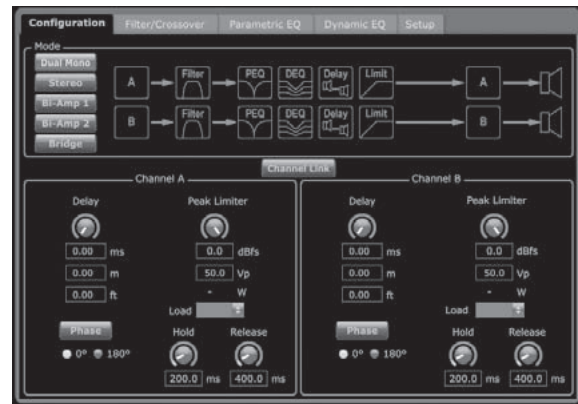 Configuration Filter/Crossover Parametric EQ Dynamic EQ Setup
Mode
Dual Mono
Stereo
Bi-Amp 1
Bi-Amp 2
Bridge
A Filter PEQ DEQ Delay Limit A
B Filter PEQ DEQ Delay Limit B
Channel Link
Channel A
Delay Peak Limiter
0.00 ms 0.0 dBfs
0.00 m 50.0 Vp
0.00 ft - W
Load
Phase Hold Release
0° 180°
200.0 ms 400.0 ms
Channel B
Delay Peak Limiter
0.00 ms 0.0 dBfs
0.00 m 50.0 Vp
0.00 ft - W
Load
Phase Hold Release
0° 180°
200.0 ms 400.0 ms